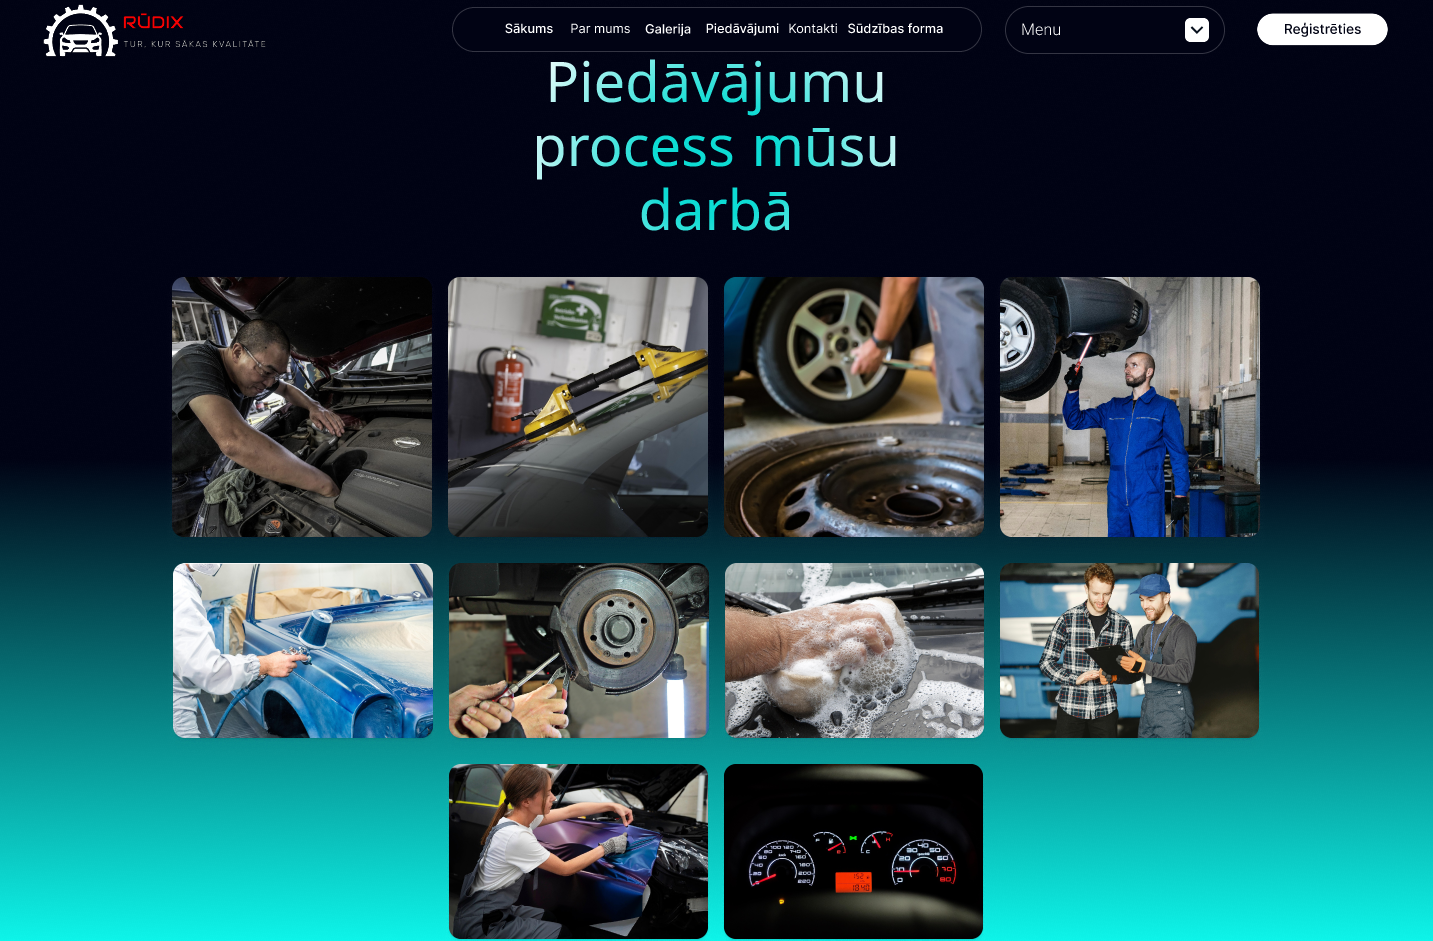 RŪDIX
TUR, KUR SĀKAS KVALITĀTE
Sākums Par mums Galerija Piedāvājumi Kontakti Sūdzības forma
Menu
Reģistrēties
Piedāvājumu
process mūsu
darbā